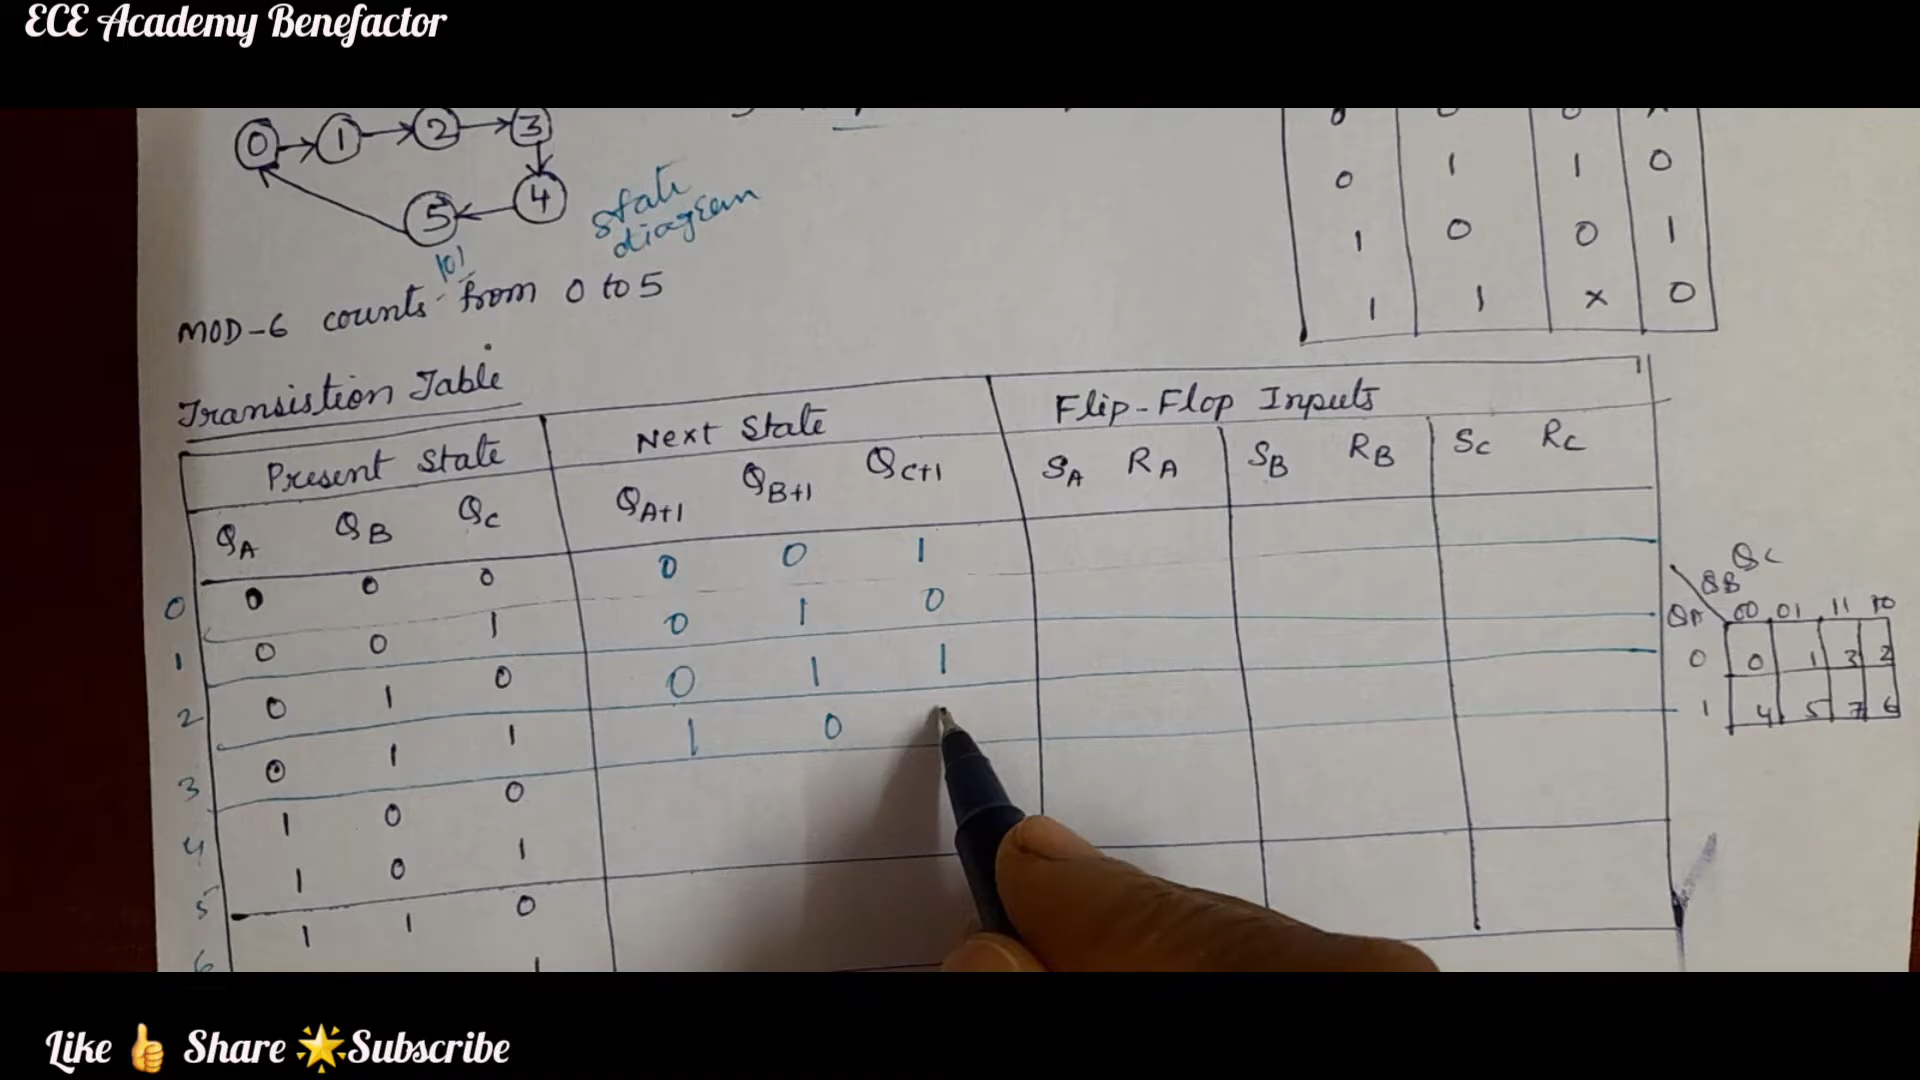 ECE Academy Benefactor
0 1 2 3
5 4
101
state
diagram
MOD-6 counts from 0 to 5
0 1 1 0
1 0 0 1
1 1 x 0
Transistion Table
Present State Next State Flip-Flop Inputs
QA QB QC QA+1 QB+1 QC+1 SA RA SB RB SC RC
0 0 0 0 0 0 1
1 0 0 1 0 1 0
2 0 1 0 0 1 1
3 0 1 1 1 0
4 1 0 0
5 1 0 1
6 1 1 0
QB QC
QA 00 01 11 10
0 0 1 3 2
1 4 5 7 6
Like 👍 Share 🌟Subscribe